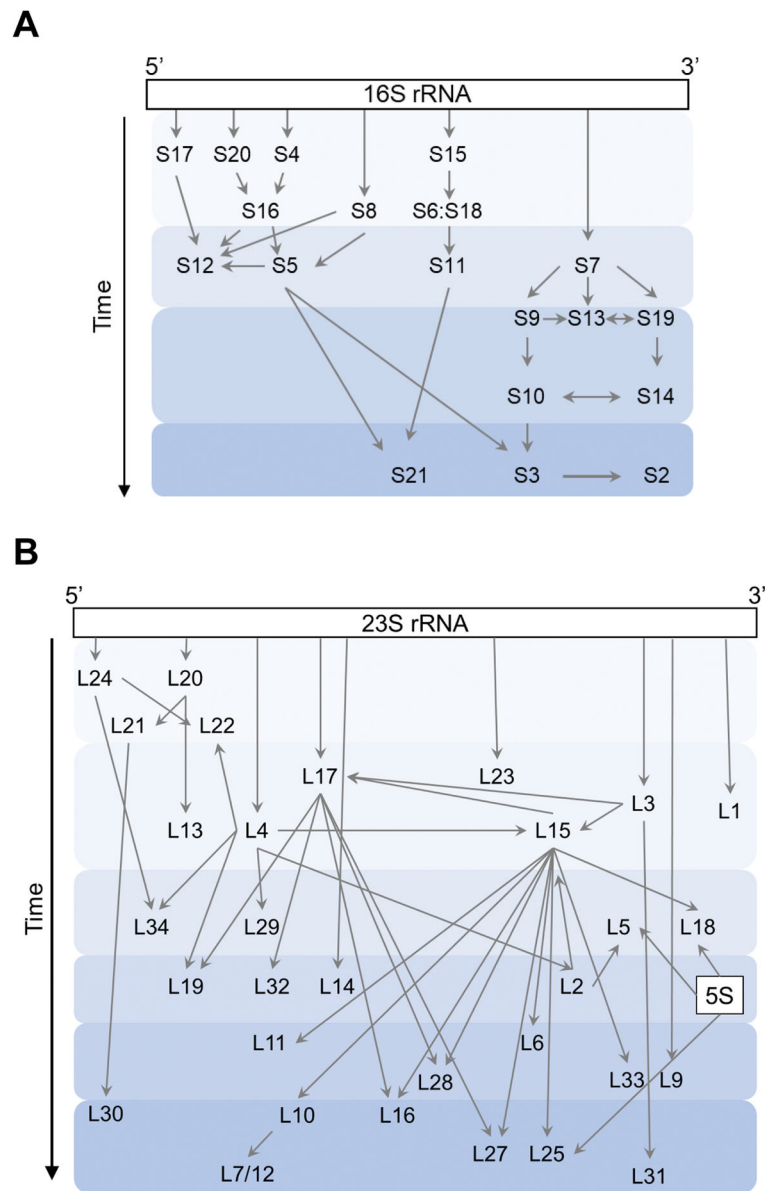 A
5’ 3’
16S rRNA
S17 S20 S4 S15
S16 S8 S6:S18
S12 S5 S11 S7
S9 S13 S19
S10 S14
S21 S3 S2
Time
B
5’ 3’
23S rRNA
L24 L20
L21 L22
L17 L23
L3 L1
L13 L4 L15
L34 L29 L5 L18
L19 L32 L14 L2 5S
L11 L6
L28 L33 L9
L30 L10 L16
L27 L25
L7/12 L31
Time